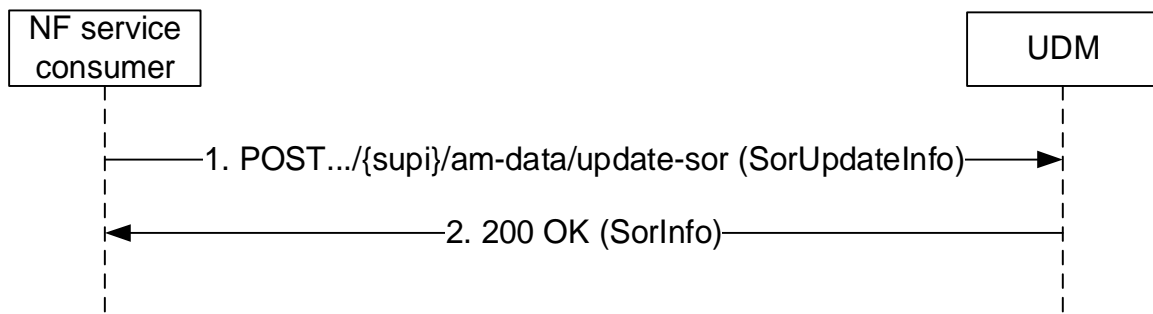 NF service
consumer
UDM
1. POST.../{supi}/am-data/update-sor (SorUpdateInfo)
2. 200 OK (SorInfo)